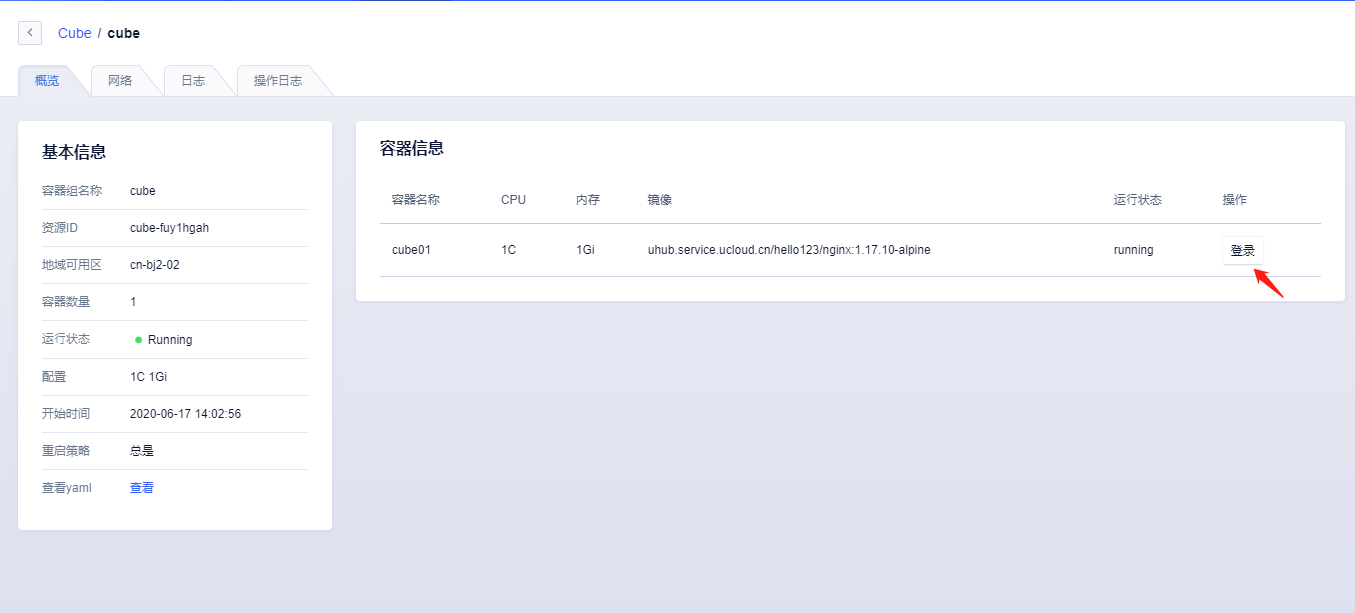 Cube / cube
概览 网络 日志 操作日志
基本信息
容器组名称 cube
资源ID cube-fuy1hgah
地域可用区 cn-bj2-02
容器数量 1
运行状态 Running
配置 1C 1Gi
开始时间 2020-06-17 14:02:56
重启策略 总是
查看yaml 查看
容器信息
容器名称 CPU 内存 镜像 运行状态 操作
cube01 1C 1Gi uhub.service.ucloud.cn/hello123/nginx:1.17.10-alpine running 登录